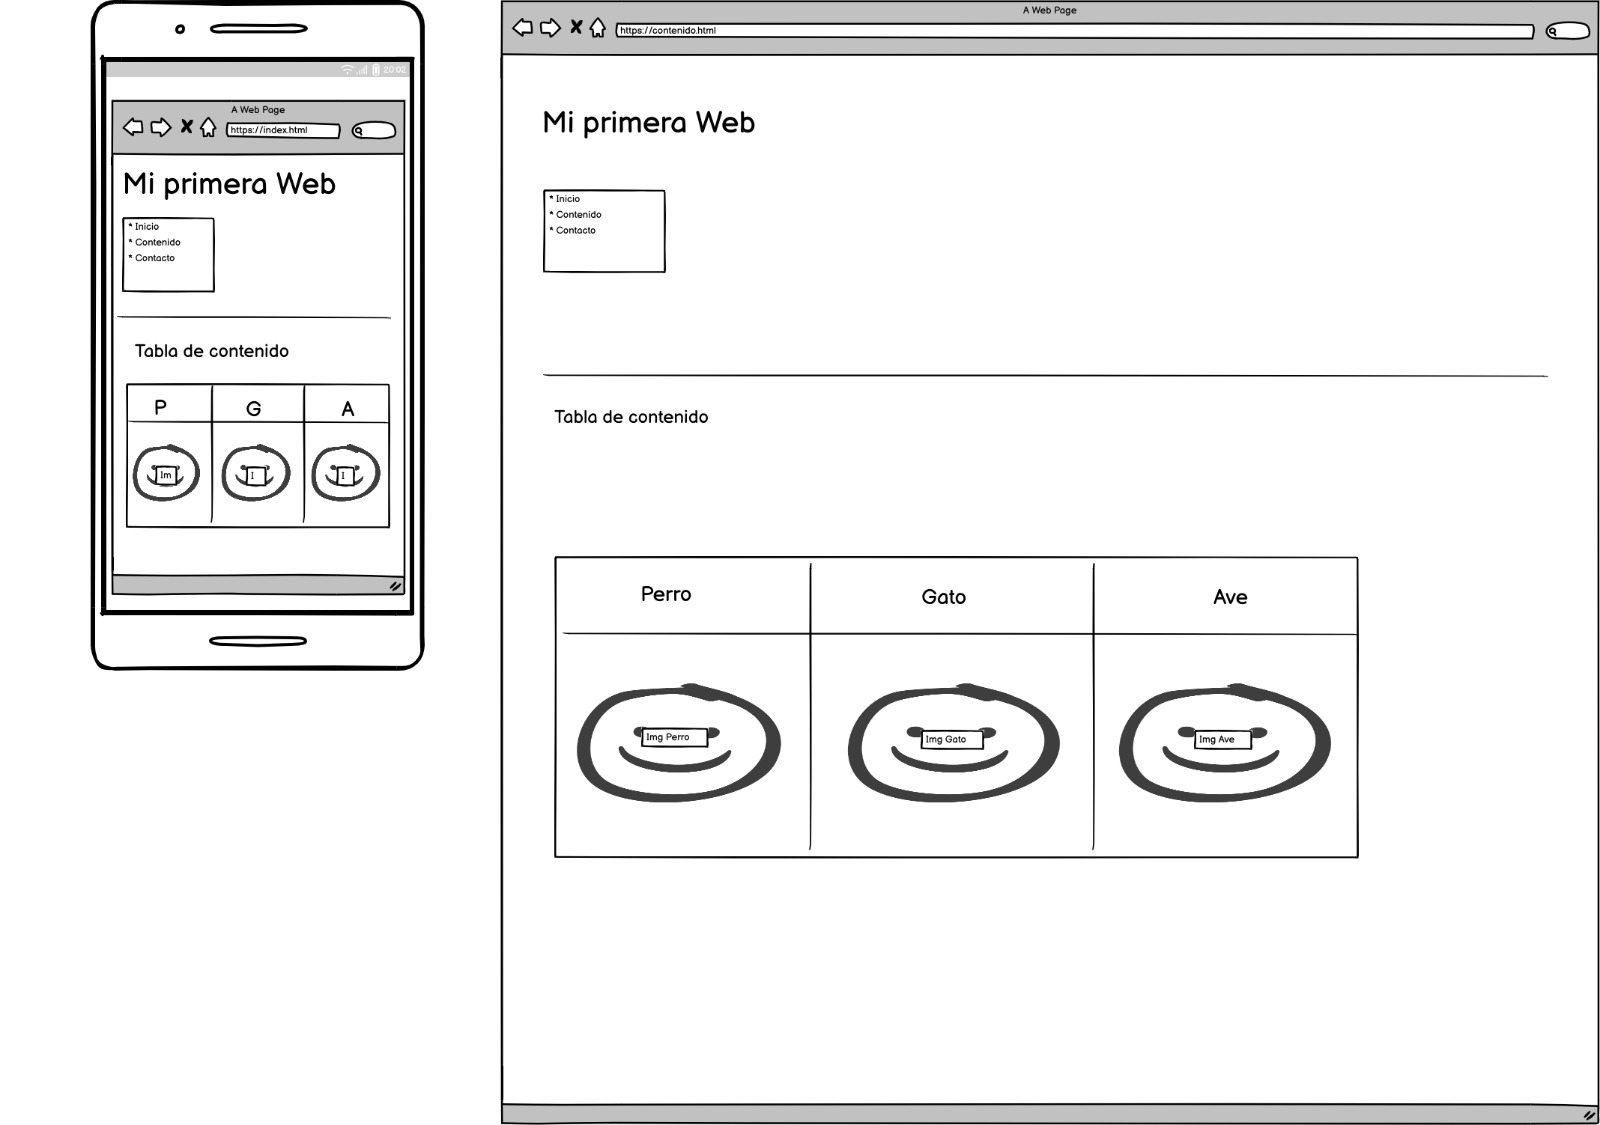 20:02
A Web Page
https://index.html
Mi primera Web
* Inicio
* Contenido
* Contacto
Tabla de contenido
P G A
Im I I
A Web Page
https://contenido.html
Mi primera Web
* Inicio
* Contenido
* Contacto
Tabla de contenido
Perro Gato Ave
Img Perro Img Gato Img Ave